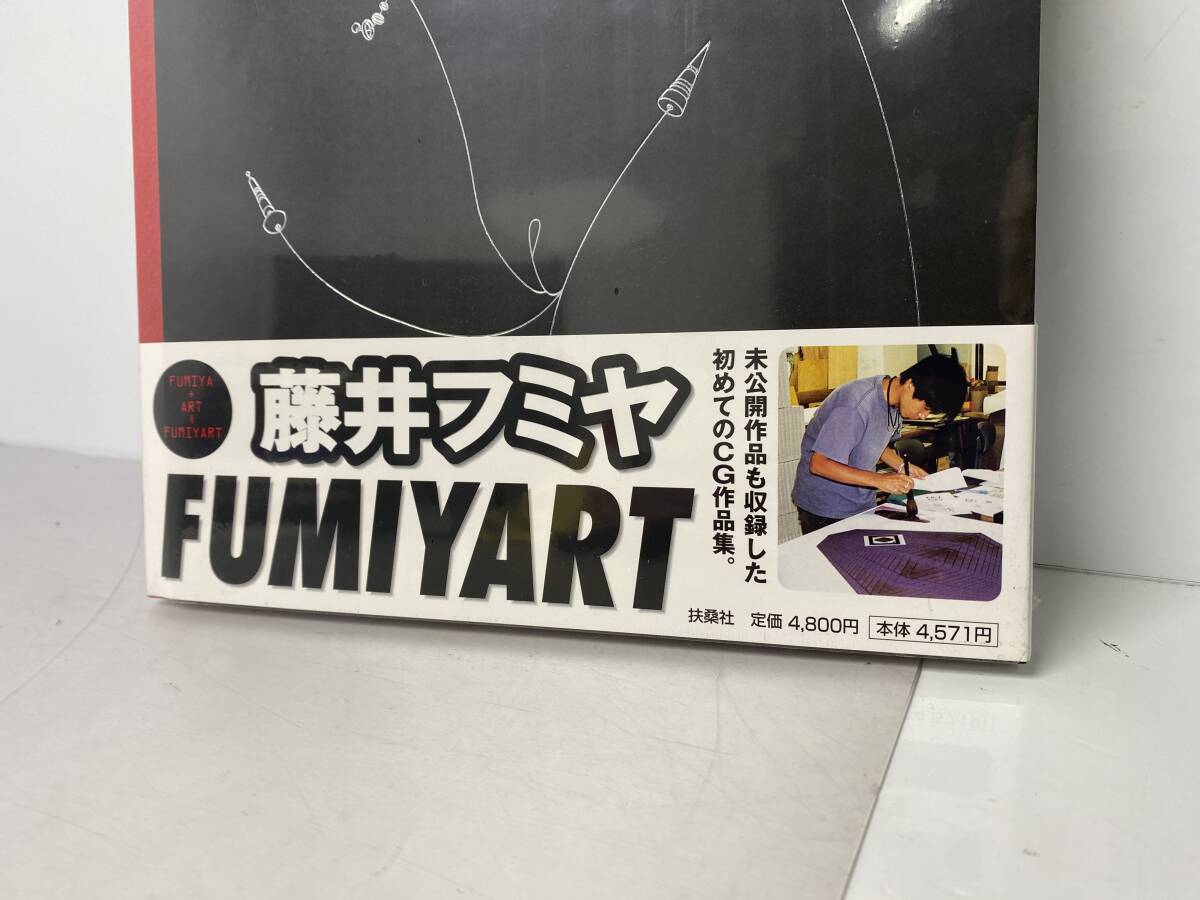 FUMIYA
+
ART
=
FUMIYART
藤井フミヤ
FUMIYART
未公開作品も収録した
初めてのCG作品集。
扶桑社 定価 4,800円 本体 4,571円